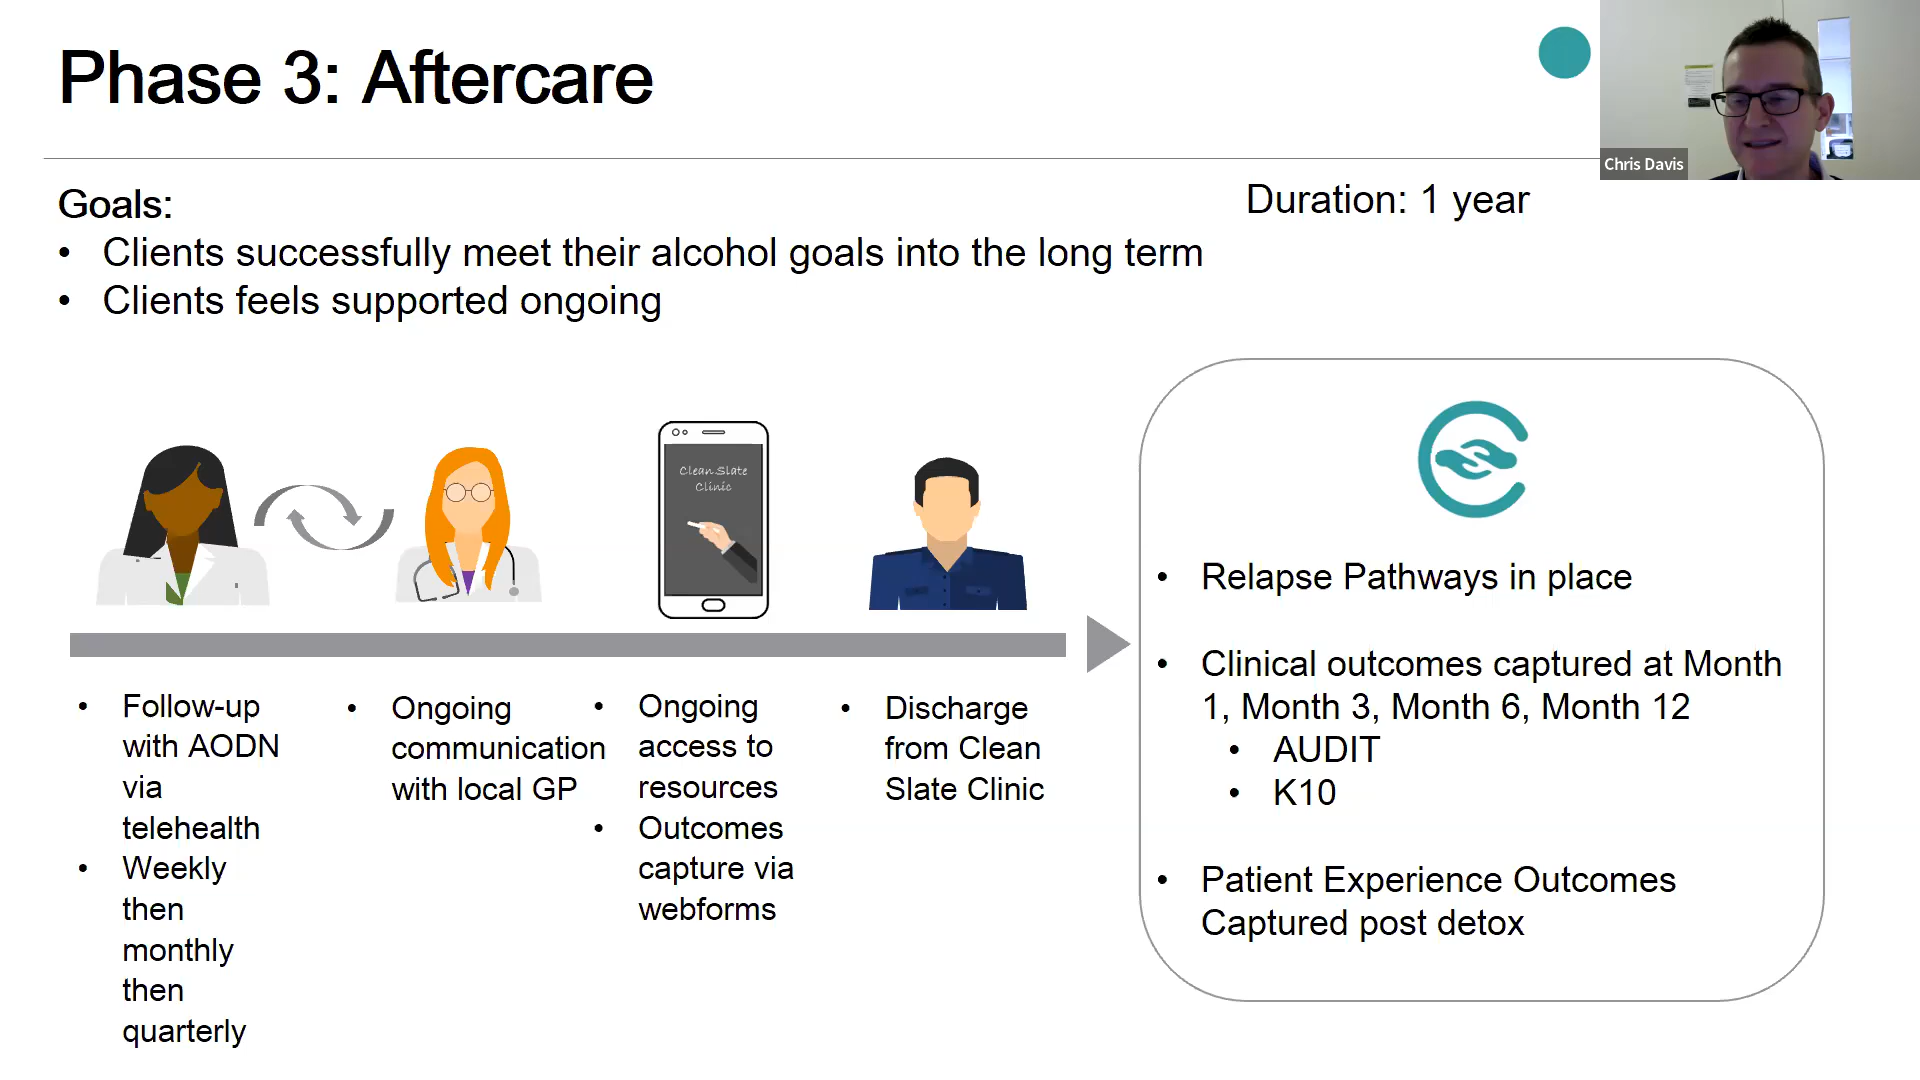 Phase 3: Aftercare
Chris Davis
Goals:
Duration: 1 year
• Clients successfully meet their alcohol goals into the long term
• Clients feels supported ongoing
Clean Slate
Clinic
• Follow-up
with AODN
via
telehealth
• Weekly
then
monthly
then
quarterly
• Ongoing
communication
with local GP
• Ongoing
access to
resources
• Outcomes
capture via
webforms
• Discharge
from Clean
Slate Clinic
• Relapse Pathways in place
• Clinical outcomes captured at Month
1, Month 3, Month 6, Month 12
• AUDIT
• K10
• Patient Experience Outcomes
Captured post detox